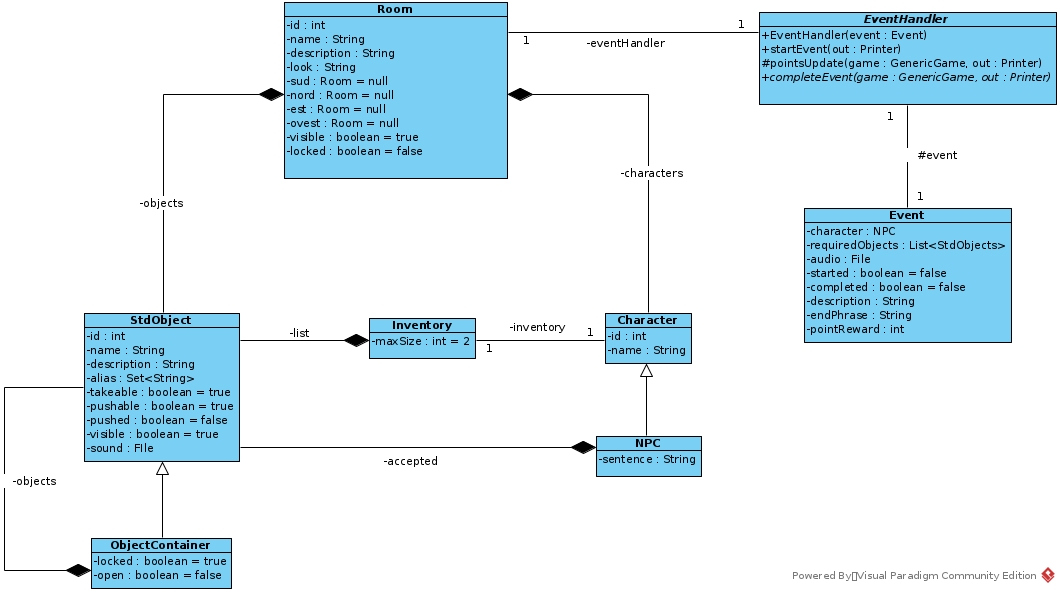 Room
-id : int
-name : String
-description : String
-look : String
-sud : Room = null
-nord : Room = null
-est : Room = null
-ovest : Room = null
-visible : boolean = true
-locked : boolean = false
1
-eventHandler
1
EventHandler
+EventHandler(event : Event)
+startEvent(out : Printer)
#pointsUpdate(game : GenericGame, out : Printer)
+completeEvent(game : GenericGame, out : Printer)
1
#event
1
-characters
-objects
Event
-character : NPC
-requiredObjects : List<StdObjects>
-audio : File
-started : boolean = false
-completed : boolean = false
-description : String
-endPhrase : String
-pointReward : int
StdObject
-id : int
-name : String
-description : String
-alias : Set<String>
-takeable : boolean = true
-pushable : boolean = true
-pushed : boolean = false
-visible : boolean = true
-sound : FIle
-list
Inventory
-maxSize : int = 2
-inventory
1
1
Character
-id : int
-name : String
NPC
-sentence : String
-accepted
-objects
ObjectContainer
-locked : boolean = true
-open : boolean = false
Powered By Visual Paradigm Community Edition